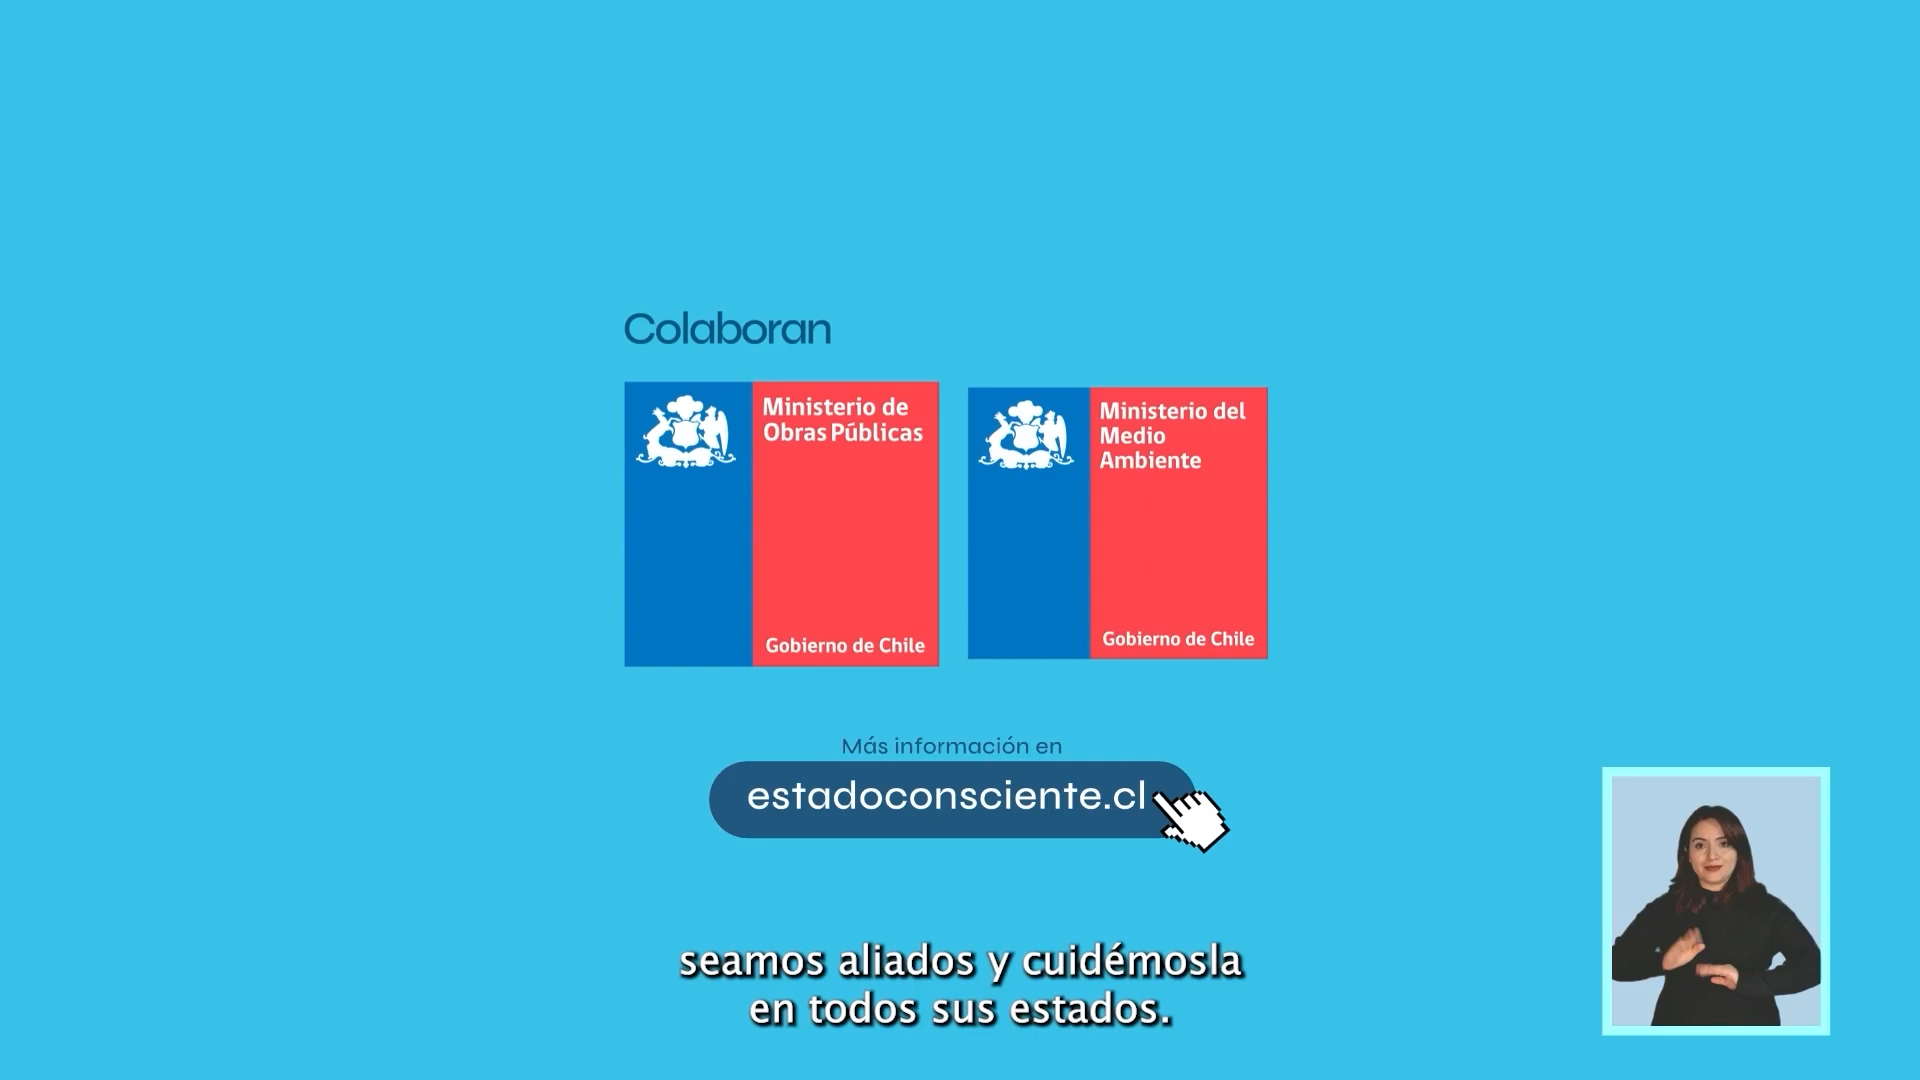 Colaboran
Ministerio de
Obras Públicas
Gobierno de Chile
Ministerio del
Medio
Ambiente
Gobierno de Chile
Más información en
estadoconsciente.cl
seamos aliados y cuidémosla
en todos sus estados.